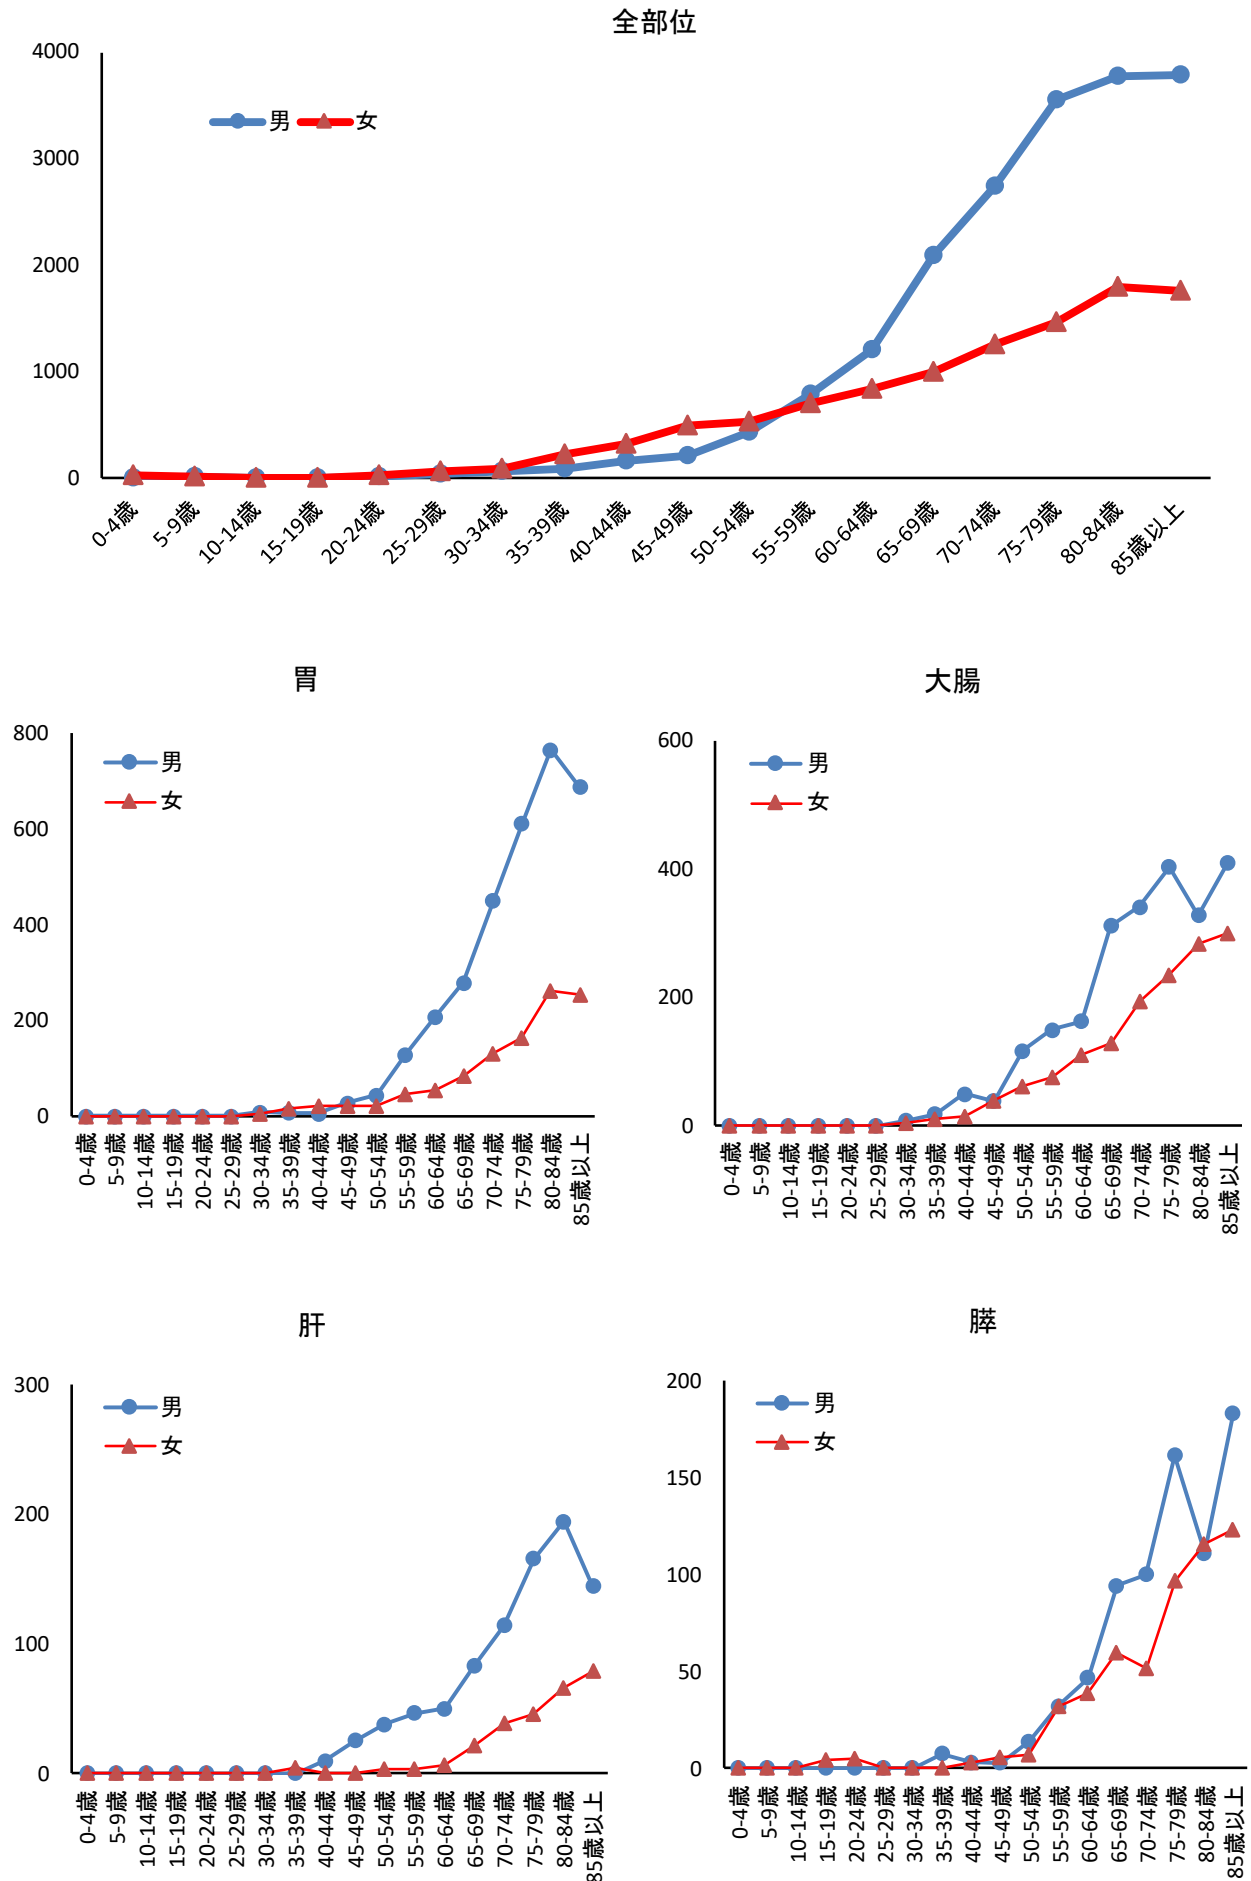 全部位
4000
3000
2000
1000
0
男 女
0-4歳
5-9歳
10-14歳
15-19歳
20-24歳
25-29歳
30-34歳
35-39歳
40-44歳
45-49歳
50-54歳
55-59歳
60-64歳
65-69歳
70-74歳
75-79歳
80-84歳
85歳以上
胃
800
600
400
200
0
男
女
0-4歳
5-9歳
10-14歳
15-19歳
20-24歳
25-29歳
30-34歳
35-39歳
40-44歳
45-49歳
50-54歳
55-59歳
60-64歳
65-69歳
70-74歳
75-79歳
80-84歳
85歳以上
大腸
600
400
200
0
男
女
0-4歳
5-9歳
10-14歳
15-19歳
20-24歳
25-29歳
30-34歳
35-39歳
40-44歳
45-49歳
50-54歳
55-59歳
60-64歳
65-69歳
70-74歳
75-79歳
80-84歳
85歳以上
肝
300
200
100
0
男
女
0-4歳
5-9歳
10-14歳
15-19歳
20-24歳
25-29歳
30-34歳
35-39歳
40-44歳
45-49歳
50-54歳
55-59歳
60-64歳
65-69歳
70-74歳
75-79歳
80-84歳
85歳以上
膵
200
150
100
50
0
男
女
0-4歳
5-9歳
10-14歳
15-19歳
20-24歳
25-29歳
30-34歳
35-39歳
40-44歳
45-49歳
50-54歳
55-59歳
60-64歳
65-69歳
70-74歳
75-79歳
80-84歳
85歳以上